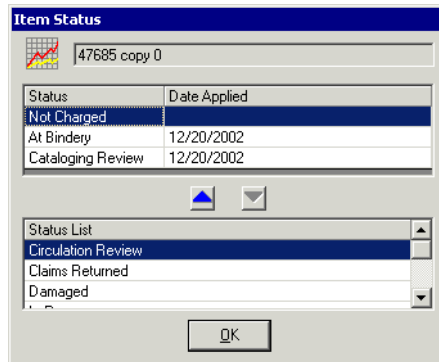 Item Status
47685 copy 0
Status Date Applied
Not Charged
At Bindery 12/20/2002
Cataloging Review 12/20/2002
Status List
Circulation Review
Claims Returned
Damaged
OK